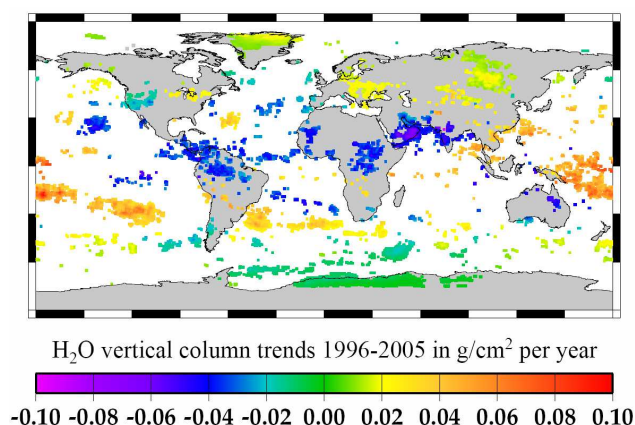 H₂O vertical column trends 1996-2005 in g/cm² per year
-0.10 -0.08 -0.06 -0.04 -0.02 0.00 0.02 0.04 0.06 0.08 0.10